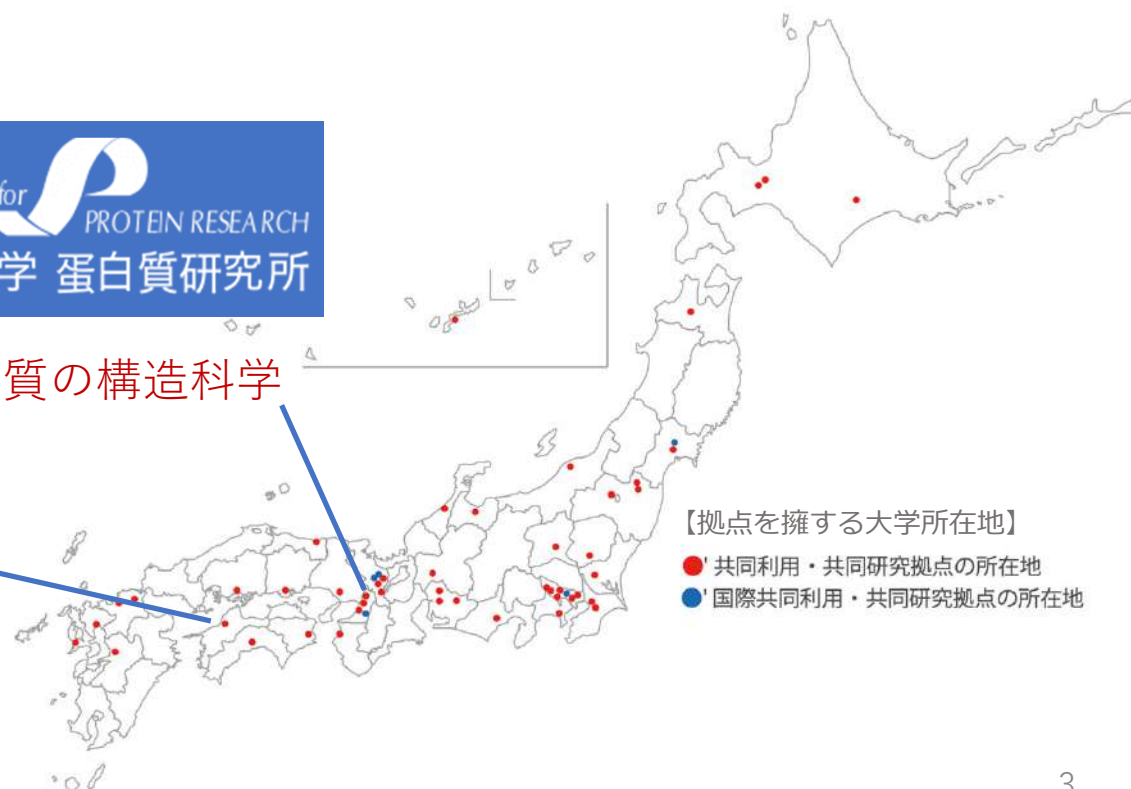 for
PROTEIN RESEARCH
学 蛋白質研究所
質の構造科学
【拠点を擁する大学所在地】
●' 共同利用・共同研究拠点の所在地
●' 国際共同利用・共同研究拠点の所在地
3